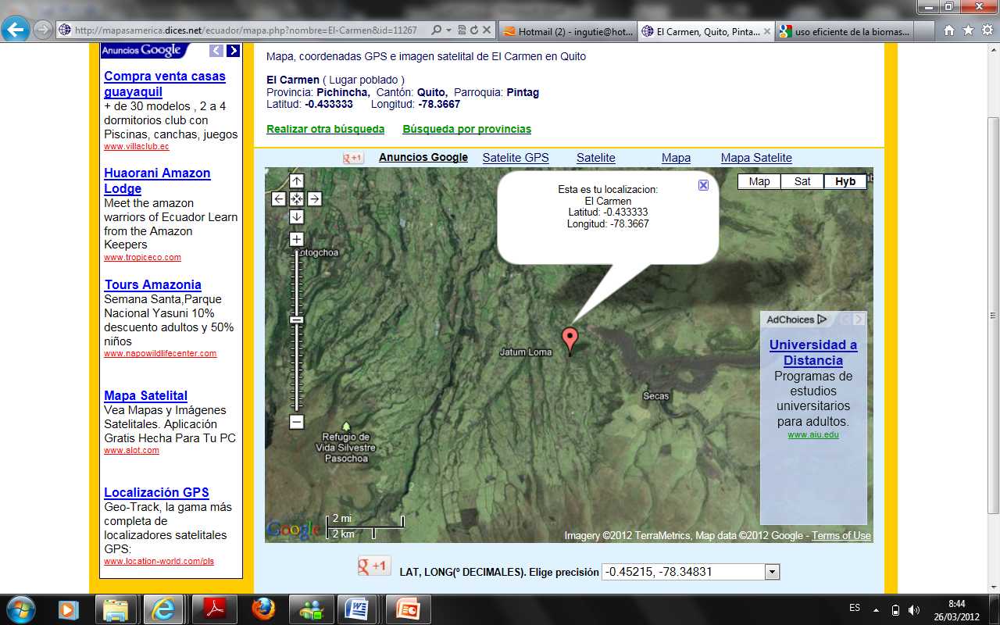 http://mapasamerica.dices.net/ecuador/mapa.php?nombre=El-Carmen&id=11267
Hotmail (2) - ingutie@hot...
El Carmen, Quito, Pinta...
uso eficiente de la biomas...
Anuncios Google
Compra venta casas
guayaquil
+ de 30 modelos , 2 a 4
dormitorios club con
Piscinas, canchas, juegos
www.villaclub.ec
Huaorani Amazon
Lodge
Meet the amazon
warriors of Ecuador Learn
from the Amazon
Keepers
www.tropiceco.com
Tours Amazonia
Semana Santa,Parque
Nacional Yasuni 10%
descuento adultos y 50%
niños
www.napowildlifecenter.com
Mapa Satelital
Vea Mapas y Imágenes
Satelitales. Aplicación
Gratis Hecha Para Tu PC
www.alot.com
Localización GPS
Geo-Track, la gama más
completa de
localizadores satelitales
GPS:
www.location-world.com/pls
Mapa, coordenadas GPS e imagen satelital de El Carmen en Quito
El Carmen ( Lugar poblado )
Provincia: Pichincha, Cantón: Quito, Parroquia: Pintag
Latitud: -0.433333 Longitud: -78.3667
Realizar otra búsqueda Búsqueda por provincias
g +1 Anuncios Google Satelite GPS Satelite Mapa Mapa Satelite
Map Sat Hyb
Esta es tu localizacion:
El Carmen
Latitud: -0.433333
Longitud: -78.3667
Jatum Loma
Secas
Refugio de
Vida Silvestre
Pasochoa
AdChoices
Universidad a
Distancia
Programas de
estudios
universitarios
para adultos.
www.aiu.edu
2 mi
2 km
Google
Imagery ©2012 TerraMetrics, Map data ©2012 Google - Terms of Use
g +1 LAT, LONG(º DECIMALES). Elige precisión -0.45215, -78.34831
ES
8:44
26/03/2012